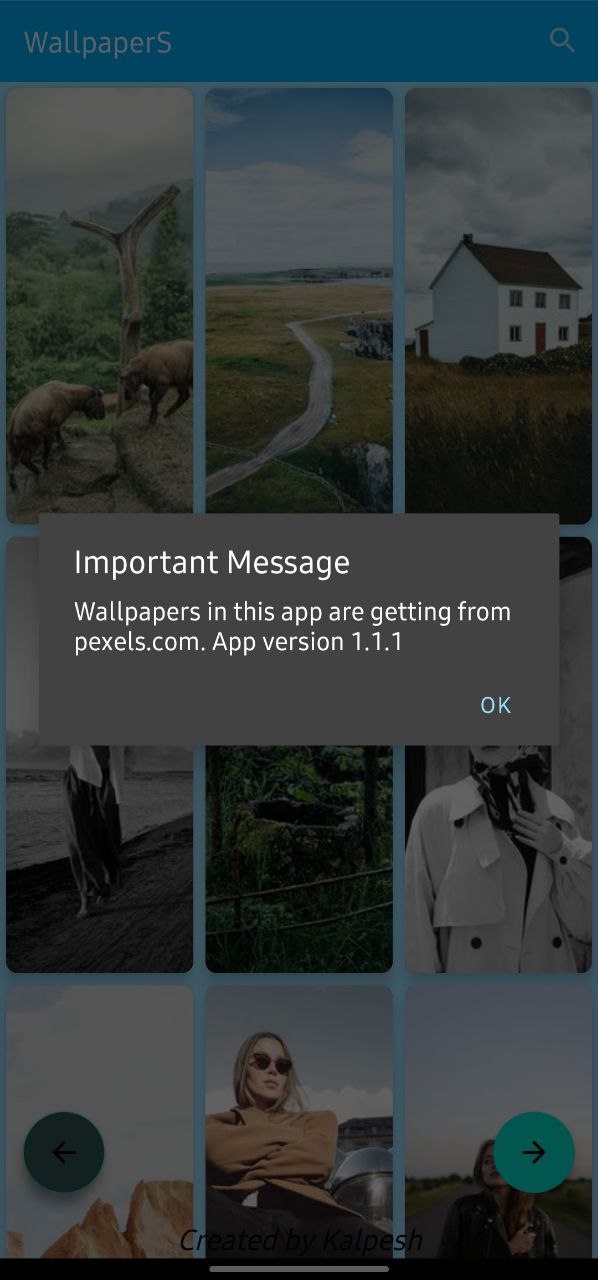 WallpaperS
Important Message
Wallpapers in this app are getting from
pexels.com. App version 1.1.1
OK
Created by Kalpesh